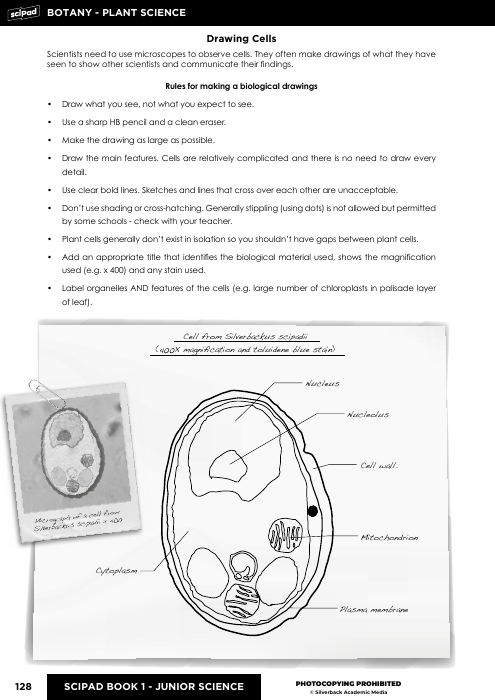 scipad BOTANY - PLANT SCIENCE
Drawing Cells
Scientists need to use microscopes to observe cells. They often make drawings of what they have
seen to show other scientists and communicate their findings.
Rules for making a biological drawings
• Draw what you see, not what you expect to see.
• Use a sharp HB pencil and a clean eraser.
• Make the drawing as large as possible.
• Draw the main features. Cells are relatively complicated and there is no need to draw every
detail.
• Use clear bold lines. Sketches and lines that cross over each other are unacceptable.
• Don't use shading or cross-hatching. Generally stippling (using dots) is not allowed but permitted
by some schools - check with your teacher.
• Plant cells generally don't exist in isolation so you shouldn't have gaps between plant cells.
• Add an appropriate title that identifies the biological material used, shows the magnification
used (e.g. x 400) and any stain used.
• Label organelles AND features of the cells (e.g. large number of chloroplasts in palisade layer
of leaf).
Cell from Silverbackus scipadii
(400X magnification and toluidene blue stain)
Nucleus
Nucleolus
Cell wall.
Mitochondrion
Cytoplasm
Plasma membrane
Micrograph of a cell from
Silverbackus scipadii x 400
128 SCIPAD BOOK 1 - JUNIOR SCIENCE
PHOTOCOPYING PROHIBITED
© Silverback Academic Media